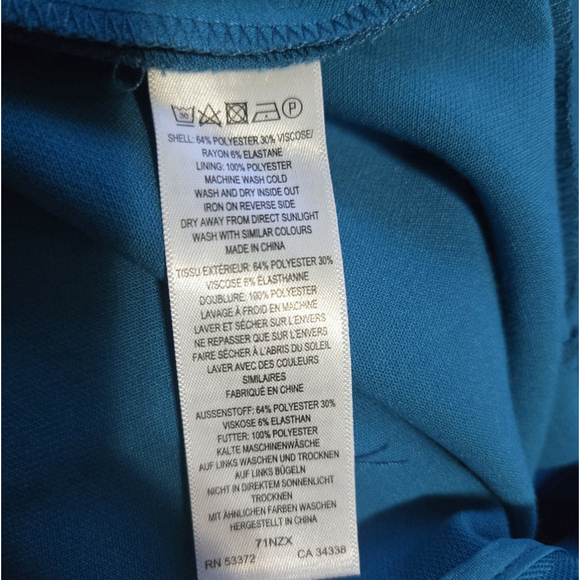 30 P
SHELL: 64% POLYESTER 30% VISCOSE/
RAYON 6% ELASTANE
LINING: 100% POLYESTER
MACHINE WASH COLD
WASH AND DRY INSIDE OUT
IRON ON REVERSE SIDE
DRY AWAY FROM DIRECT SUNLIGHT
WASH WITH SIMILAR COLOURS
MADE IN CHINA
TISSU EXTÉRIEUR: 64% POLYESTER 30%
VISCOSE 6% ÉLASTHANNE
DOUBLURE: 100% POLYESTER
LAVAGE À FROID EN MACHINE
LAVER ET SÉCHER SUR L'ENVERS
NE REPASSER QUE SUR L'ENVERS
FAIRE SÉCHER À L'ABRIS DU SOLEIL
LAVER AVEC DES COULEURS
SIMILAIRES
FABRIQUÉ EN CHINE
AUSSENSTOFF: 64% POLYESTER 30%
VISKOSE 6% ELASTHAN
FUTTER: 100% POLYESTER
KALTE MASCHINENWÄSCHE
AUF LINKS WASCHEN UND TROCKNEN
AUF LINKS BÜGELN
NICHT IN DIREKTEM SONNENLICHT
TROCKNEN
MIT ÄHNLICHEN FARBEN WASCHEN
HERGESTELLT IN CHINA
71NZX
RN 53372 CA 34338